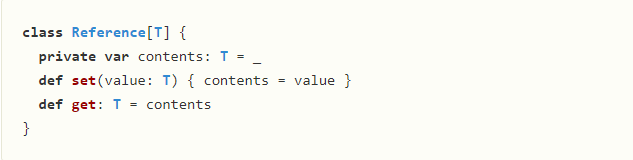 class Reference[T] {
  private var contents: T = _
  def set(value: T) { contents = value }
  def get: T = contents
}